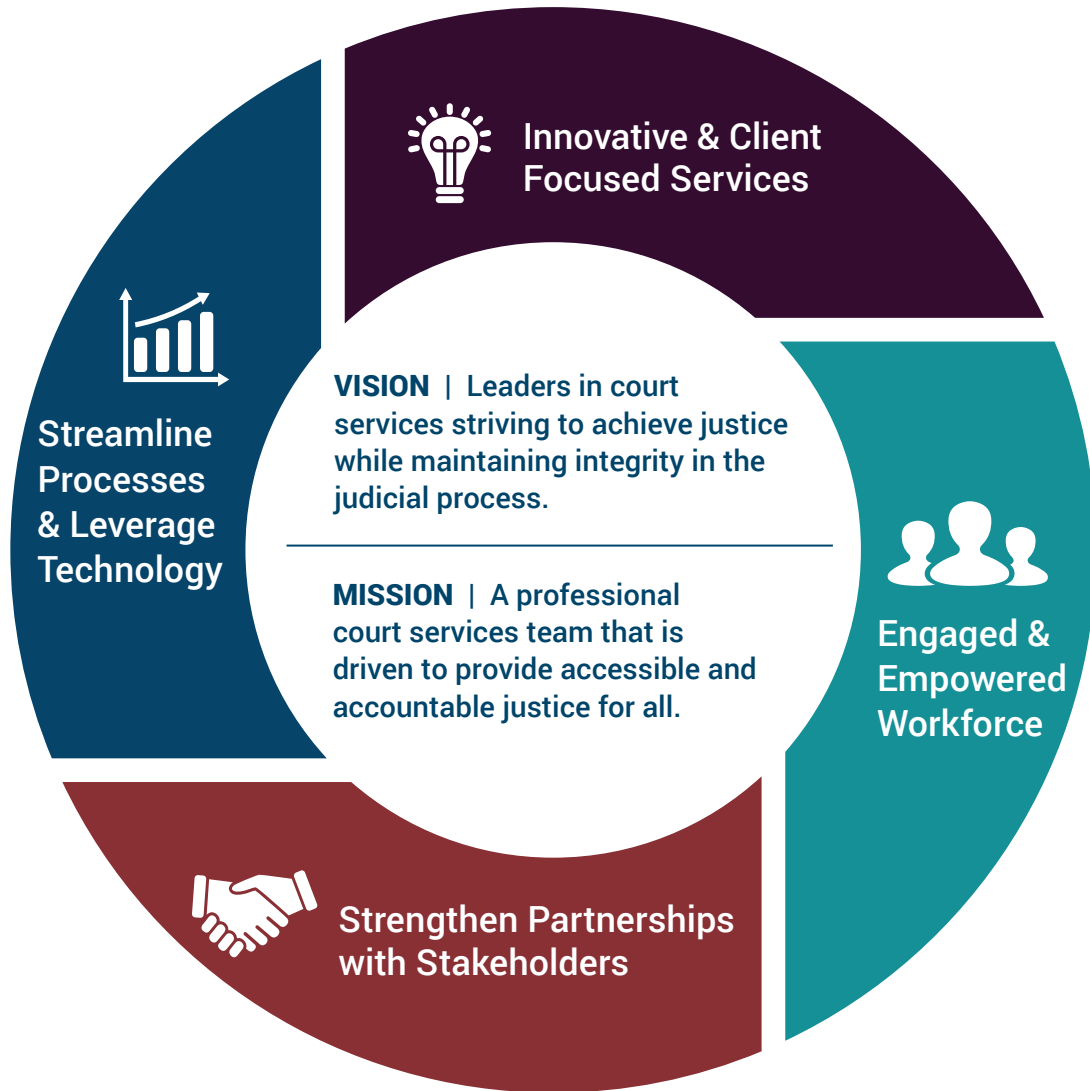 Innovative & Client
Focused Services
Streamline
Processes
& Leverage
Technology
VISION | Leaders in court
services striving to achieve justice
while maintaining integrity in the
judicial process.
MISSION | A professional
court services team that is
driven to provide accessible and
accountable justice for all.
Engaged &
Empowered
Workforce
Strengthen Partnerships
with Stakeholders